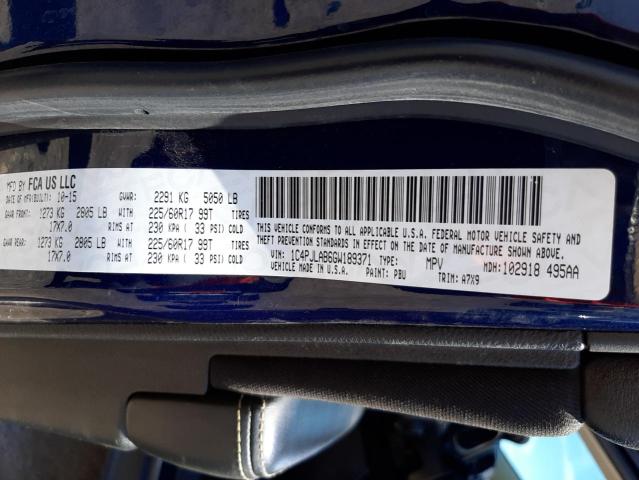 MFD BY FCA US LLC
DATE OF MFR(BUILT): 10-15 GVWR: 2291 KG 5050 LB
GAWR FRONT: 1273 KG 2805 LB WITH 225/60R17 99T TIRES
17X7.0 RIMS AT 230 KPA ( 33 PSI) COLD
GAWR REAR: 1273 KG 2805 LB WITH 225/60R17 99T TIRES
17X7.0 RIMS AT 230 KPA ( 33 PSI) COLD
THIS VEHICLE CONFORMS TO ALL APPLICABLE U.S.A. FEDERAL MOTOR VEHICLE SAFETY AND
THEFT PREVENTION STANDARDS IN EFFECT ON THE DATE OF MANUFACTURE SHOWN ABOVE.
VIN: 1C4PJLAB6GW189371 TYPE: MPV MDH: 102918 495AA
MADE IN U.S.A. PAINT: PBU TRIM: A7X9